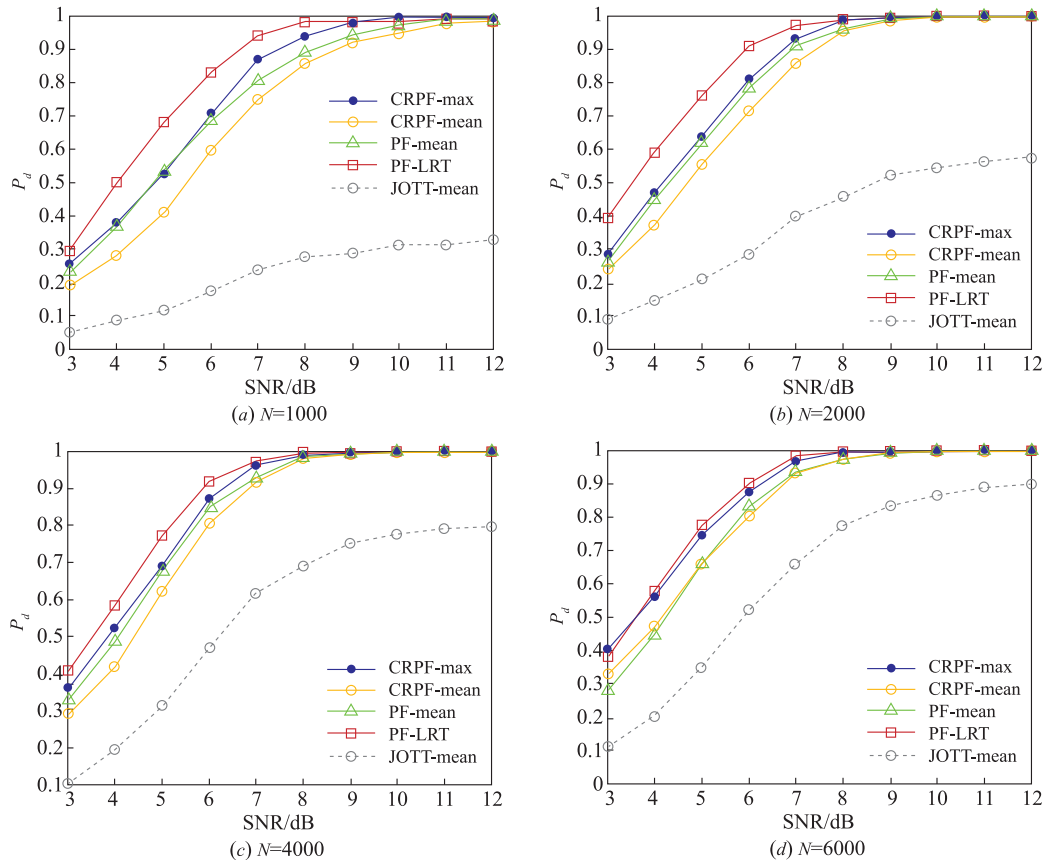 1
0.9
0.8
0.7
0.6
0.5
0.4
0.3
0.2
0.1
0
P_d
3 4 5 6 7 8 9 10 11 12
SNR/dB
CRPF-max
CRPF-mean
PF-mean
PF-LRT
JOTT-mean
(a) N=1000
1
0.9
0.8
0.7
0.6
0.5
0.4
0.3
0.2
0.1
0
P_d
3 4 5 6 7 8 9 10 11 12
SNR/dB
CRPF-max
CRPF-mean
PF-mean
PF-LRT
JOTT-mean
(b) N=2000
1
0.9
0.8
0.7
0.6
0.5
0.4
0.3
0.2
0.1
P_d
3 4 5 6 7 8 9 10 11 12
SNR/dB
CRPF-max
CRPF-mean
PF-mean
PF-LRT
JOTT-mean
(c) N=4000
1
0.9
0.8
0.7
0.6
0.5
0.4
0.3
0.2
0.1
0
P_d
3 4 5 6 7 8 9 10 11 12
SNR/dB
CRPF-max
CRPF-mean
PF-mean
PF-LRT
JOTT-mean
(d) N=6000